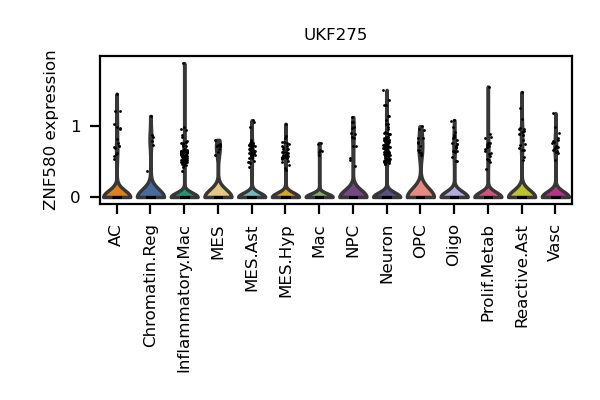 UKF275
ZNF580 expression
1
0
AC
Chromatin.Reg
Inflammatory.Mac
MES
MES.Ast
MES.Hyp
Mac
NPC
Neuron
OPC
Oligo
Prolif.Metab
Reactive.Ast
Vasc